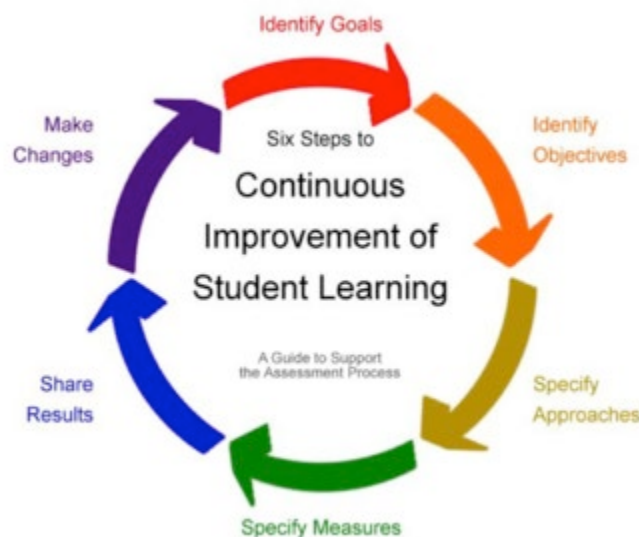 Identify Goals
Identify
Objectives
Specify
Approaches
Specify Measures
Share
Results
Make
Changes
Six Steps to
Continuous
Improvement of
Student Learning
A Guide to Support
the Assessment Process